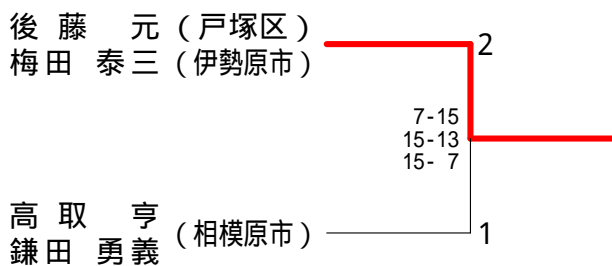 後 藤 元 (戸塚区)
梅田 泰三 (伊勢原市)
2
7-15
15-13
15- 7
高 取 亨
鎌田 勇義
(相模原市)
1